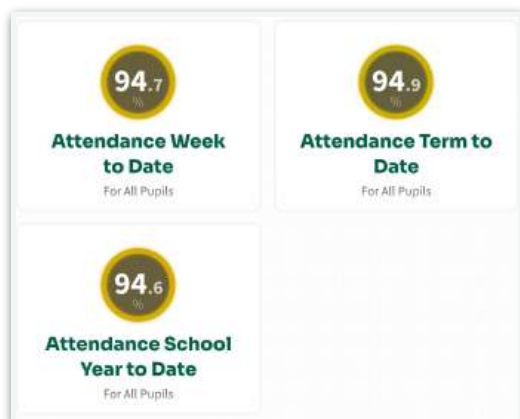 94.7
%
Attendance Week
to Date
For All Pupils
94.9
%
Attendance Term to
Date
For All Pupils
94.6
%
Attendance School
Year to Date
For All Pupils